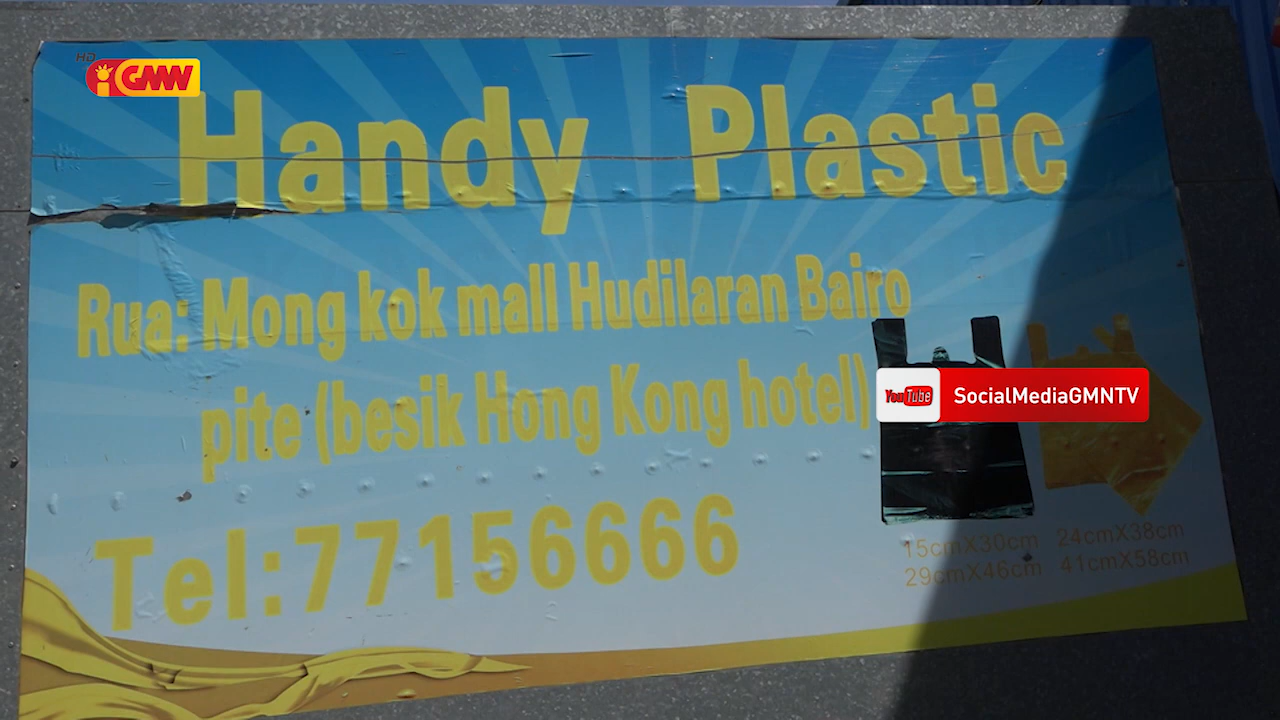 HD
GMN
Handy Plastic
Rua: Mong kok mall Hudilaran Bairo
pite (besik Hong Kong hotel)
YouTube SocialMediaGMNTV
Tel:77156666
15cmX30cm 24cmX38cm
29cmX46cm 41cmX58cm